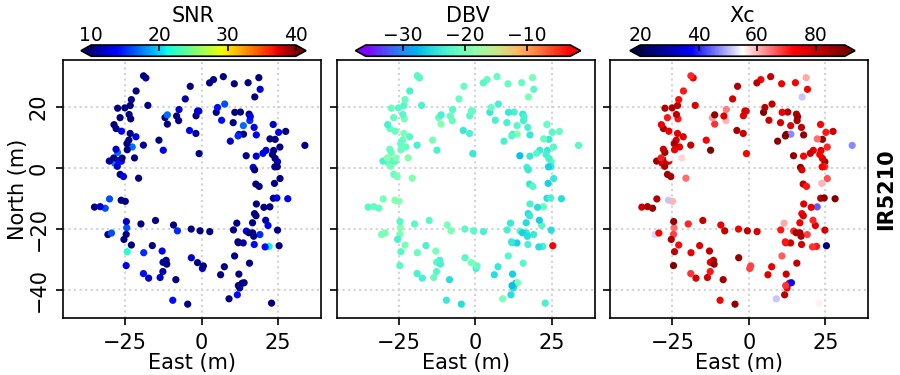 SNR DBV Xc
10 20 30 40 −30 −20 −10 20 40 60 80
20
0
−20
−40
North (m)
IR5210
−25 0 25 −25 0 25 −25 0 25
East (m) East (m) East (m)